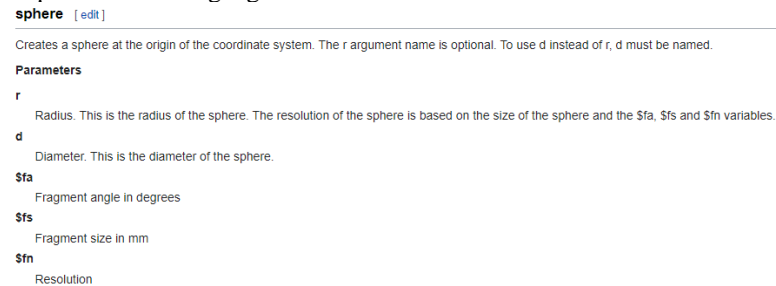 sphere [ edit ]
Creates a sphere at the origin of the coordinate system. The r argument name is optional. To use d instead of r, d must be named.
Parameters
r
Radius. This is the radius of the sphere. The resolution of the sphere is based on the size of the sphere and the $fa, $fs and $fn variables.
d
Diameter. This is the diameter of the sphere.
$fa
Fragment angle in degrees
$fs
Fragment size in mm
$fn
Resolution